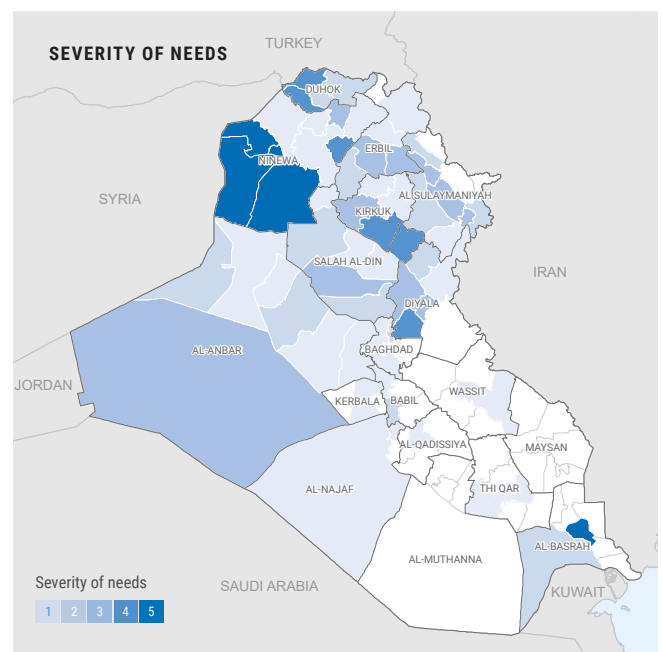 TURKEY
SEVERITY OF NEEDS
DUHOK
ERBIL
NINEWA
SYRIA
AL-SULAYMANIYAH
KIRKUK
SALAH AL-DIN
IRAN
DIYALA
AL-ANBAR
BAGHDAD
JORDAN
WASSIT
KERBALA
BABIL
AL-QADISSIYA
MAYSAN
AL-NAJAF
THI QAR
AL-BASRAH
AL-MUTHANNA
Severity of needs
SAUDI ARABIA
KUWAIT
1 2 3 4 5